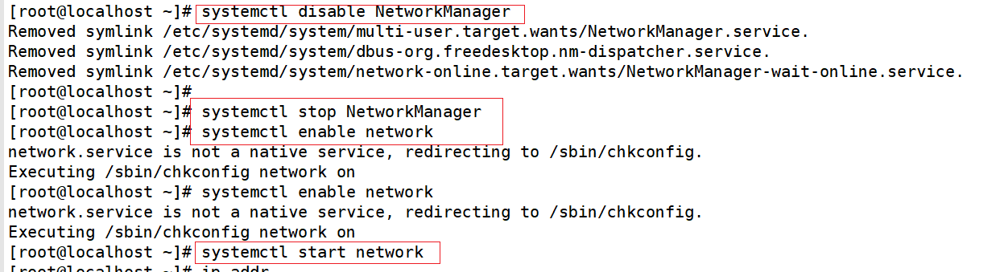 [root@localhost ~]# systemctl disable NetworkManager
Removed symlink /etc/systemd/system/multi-user.target.wants/NetworkManager.service.
Removed symlink /etc/systemd/system/dbus-org.freedesktop.nm-dispatcher.service.
Removed symlink /etc/systemd/system/network-online.target.wants/NetworkManager-wait-online.service.
[root@localhost ~]#
[root@localhost ~]# systemctl stop NetworkManager
[root@localhost ~]# systemctl enable network
network.service is not a native service, redirecting to /sbin/chkconfig.
Executing /sbin/chkconfig network on
[root@localhost ~]# systemctl enable network
network.service is not a native service, redirecting to /sbin/chkconfig.
Executing /sbin/chkconfig network on
[root@localhost ~]# systemctl start network
[root@localhost ~]# ip addr